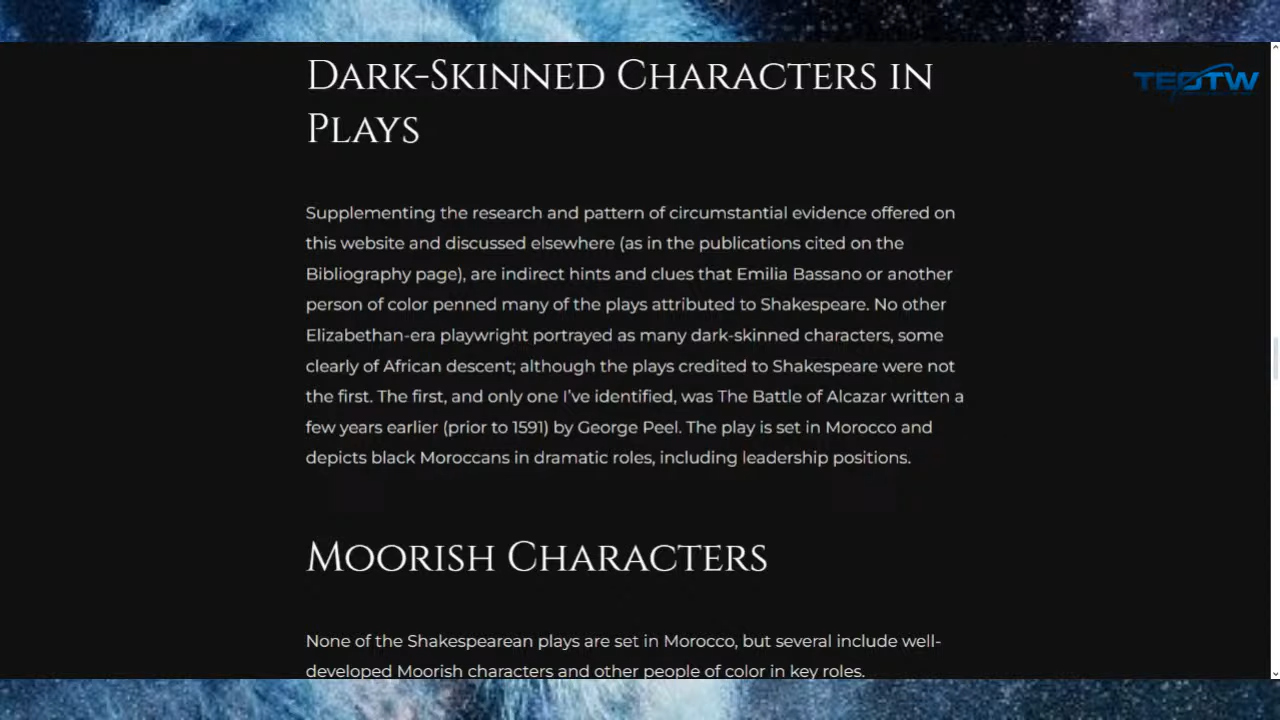 DARK-SKINNED CHARACTERS IN
PLAYS
TEOTW
Supplementing the research and pattern of circumstantial evidence offered on
this website and discussed elsewhere (as in the publications cited on the
Bibliography page), are indirect hints and clues that Emilia Bassano or another
person of color penned many of the plays attributed to Shakespeare. No other
Elizabethan-era playwright portrayed as many dark-skinned characters, some
clearly of African descent; although the plays credited to Shakespeare were not
the first. The first, and only one I've identified, was The Battle of Alcazar written a
few years earlier (prior to 1591) by George Peel. The play is set in Morocco and
depicts black Moroccans in dramatic roles, including leadership positions.
MOORISH CHARACTERS
None of the Shakespearean plays are set in Morocco, but several include well-
developed Moorish characters and other people of color in key roles.